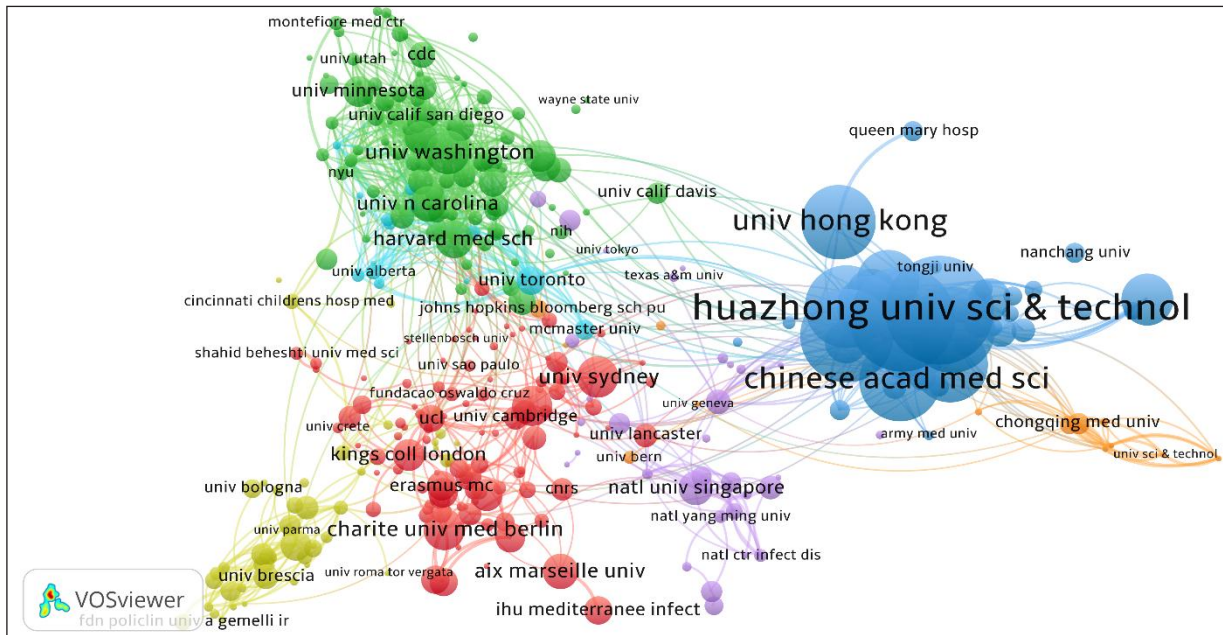 montefiore med ctr
cdc
univ utah
univ minnesota
wayne state univ
univ calif san diego
queen mary hosp
univ washington
nyu
univ calif davis
univ n carolina
univ hong kong
nih
harvard med sch
univ tokyo
nanchang univ
tongji univ
univ alberta
univ toronto
texas a&m univ
cincinnati childrens hosp med
huazhong univ sci & technol
johns hopkins bloomberg sch pu
mcmaster univ
stellenbosch univ
shahid beheshti univ med sci
univ sao paulo
univ sydney
chinese acad med sci
fundacao oswaldo cruz
univ geneva
ucl
univ cambridge
univ crete
chongqing med univ
univ lancaster
army med univ
kings coll london
univ bern
univ sci & technol
erasmus mc
cnrs
univ bologna
natl univ singapore
natl yang ming univ
univ parma
charite univ med berlin
natl ctr infect dis
univ brescia
univ roma tor vergata
aix marseille univ
VOSviewer
ihu mediterranee infect
fdn policlin univ a gemelli ir